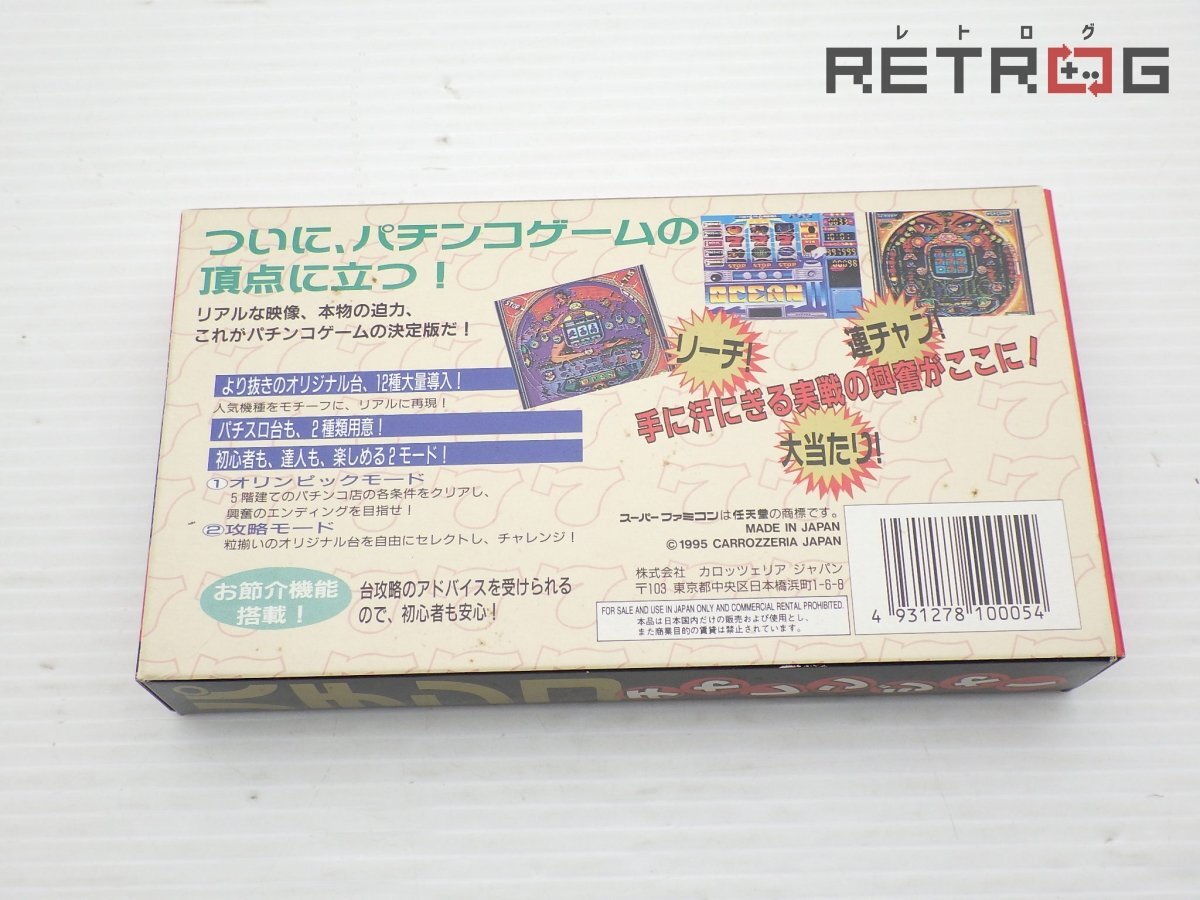 レトログ
RETROG
ついに、パチンコゲームの
頂点に立つ!
リアルな映像、本物の迫力、
これがパチンコゲームの決定版だ!
より抜きのオリジナル台、12種大量導入!
人気機種をモチーフに、リアルに再現!
パチスロ台も、2種類用意!
初心者も、達人も、楽しめる2モード!
①オリンピックモード
5階建てのパチンコ店の各条件をクリアし、
興奮のエンディングを目指せ!
②攻略モード
粒揃いのオリジナル台を自由にセレクトし、チャレンジ!
お節介機能
搭載!
台攻略のアドバイスを受けられる
ので、初心者も安心!
OCEAN
STOP STOP STOP
リーチ!
連チャン!
手に汗にぎる実戦の興奮がここに!
大当たり!
スーパーファミコンは任天堂の商標です。
MADE IN JAPAN
©1995 CARROZZERIA JAPAN
株式会社 カロッツェリア ジャパン
〒103 東京都中央区日本橋浜町1-6-8
FOR SALE AND USE IN JAPAN ONLY AND COMMERCIAL RENTAL PROHIBITED.
本品は日本国内だけの販売および使用とし、
また商業目的の賃貸は禁止されています。
4 931278 100054
パチンコチャレンジャー